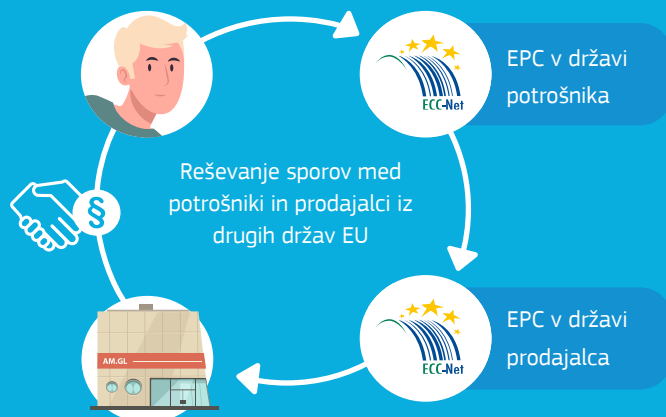 ECC-Net
EPC v državi
potrošnika
Reševanje sporov med
potrošniki in prodajalci iz
drugih držav EU
§
AM.GL
ECC-Net
EPC v državi
prodajalca